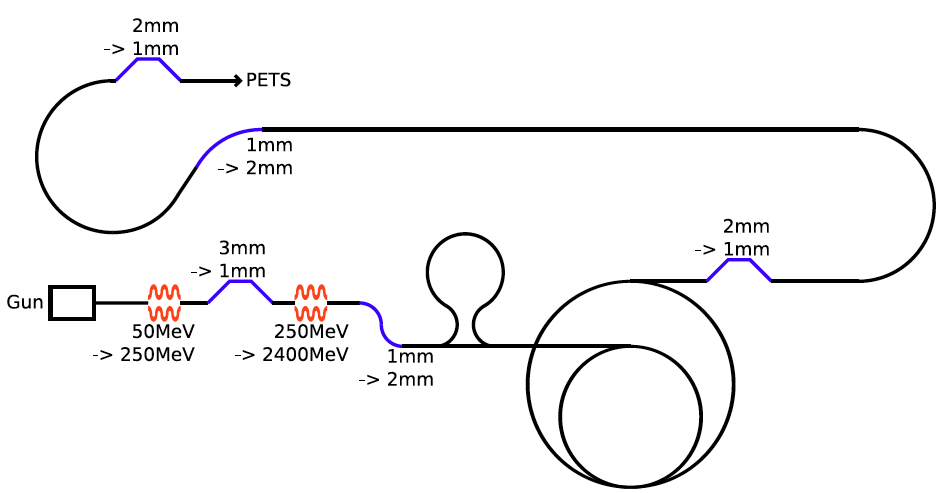 2mm
-> 1mm
PETS
1mm
-> 2mm
2mm
-> 1mm
3mm
-> 1mm
Gun
50MeV
-> 250MeV
250MeV
-> 2400MeV
1mm
-> 2mm